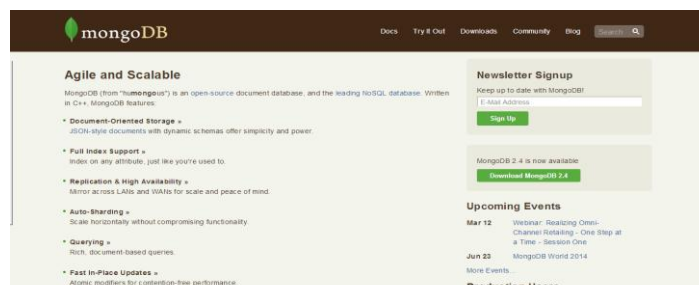 mongoDB
Docs Try It Out Downloads Community Blog Search
Agile and Scalable
MongoDB (from "humongous") is an open-source document database, and the leading NoSQL database. Written
in C++, MongoDB features:
Document-Oriented Storage »
JSON-style documents with dynamic schemas offer simplicity and power.
Full Index Support »
Index on any attribute, just like you're used to.
Replication & High Availability »
Mirror across LANs and WANs for scale and peace of mind.
Auto-Sharding »
Scale horizontally without compromising functionality.
Querying »
Rich, document-based queries.
Fast In-Place Updates »
Atomic modifiers for contention-free performance.
Newsletter Signup
Keep up to date with MongoDB!
E-Mail Address
Sign Up
MongoDB 2.4 is now available
Download MongoDB 2.4
Upcoming Events
Mar 12 Webinar: Realizing Omni-
Channel Retailing - One Step at
a Time - Session One
Jun 23 MongoDB World 2014
More Events...